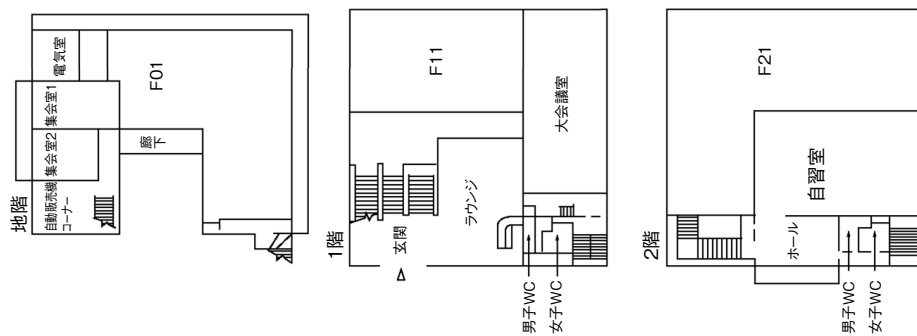 地階
自動販売機
コーナー
集会室2
集会室1
電気室
廊下
F01
1階
玄関
ラウンジ
F11
大会議室
男子WC
女子WC
2階
ホール
自習室
F21
男子WC
女子WC